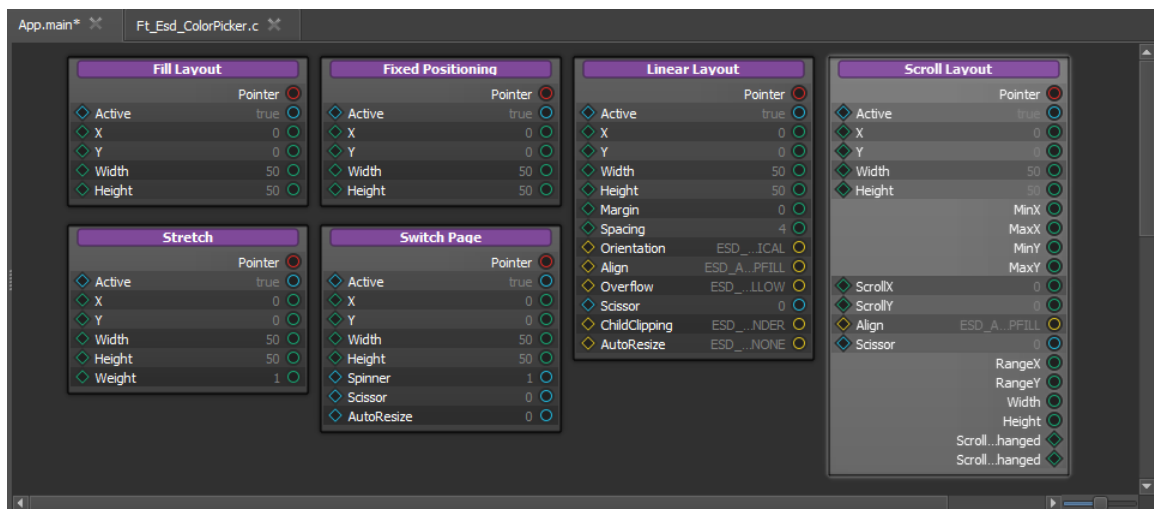 App.main*
Ft_Esd_ColorPicker.c
Fill Layout
Pointer
Active true
X 0
Y 0
Width 50
Height 50
Fixed Positioning
Pointer
Active true
X 0
Y 0
Width 50
Height 50
Linear Layout
Pointer
Active true
X 0
Y 0
Width 50
Height 50
Margin 0
Spacing 4
Orientation ESD_...ICAL
Align ESD_A...PFILL
Overflow ESD_...LLOW
Scissor 0
ChildClipping ESD_...NDER
AutoResize ESD_...NONE
Scroll Layout
Pointer
Active true
X 0
Y 0
Width 50
Height 50
MinX
MaxX
MinY
MaxY
ScrollX 0
ScrollY 0
Align ESD_A...PFILL
Scissor 0
RangeX
RangeY
Width
Height
Scroll...hanged
Scroll...hanged
Stretch
Pointer
Active true
X 0
Y 0
Width 50
Height 50
Weight 1
Switch Page
Pointer
Active true
X 0
Y 0
Width 50
Height 50
Spinner 1
Scissor 0
AutoResize 0